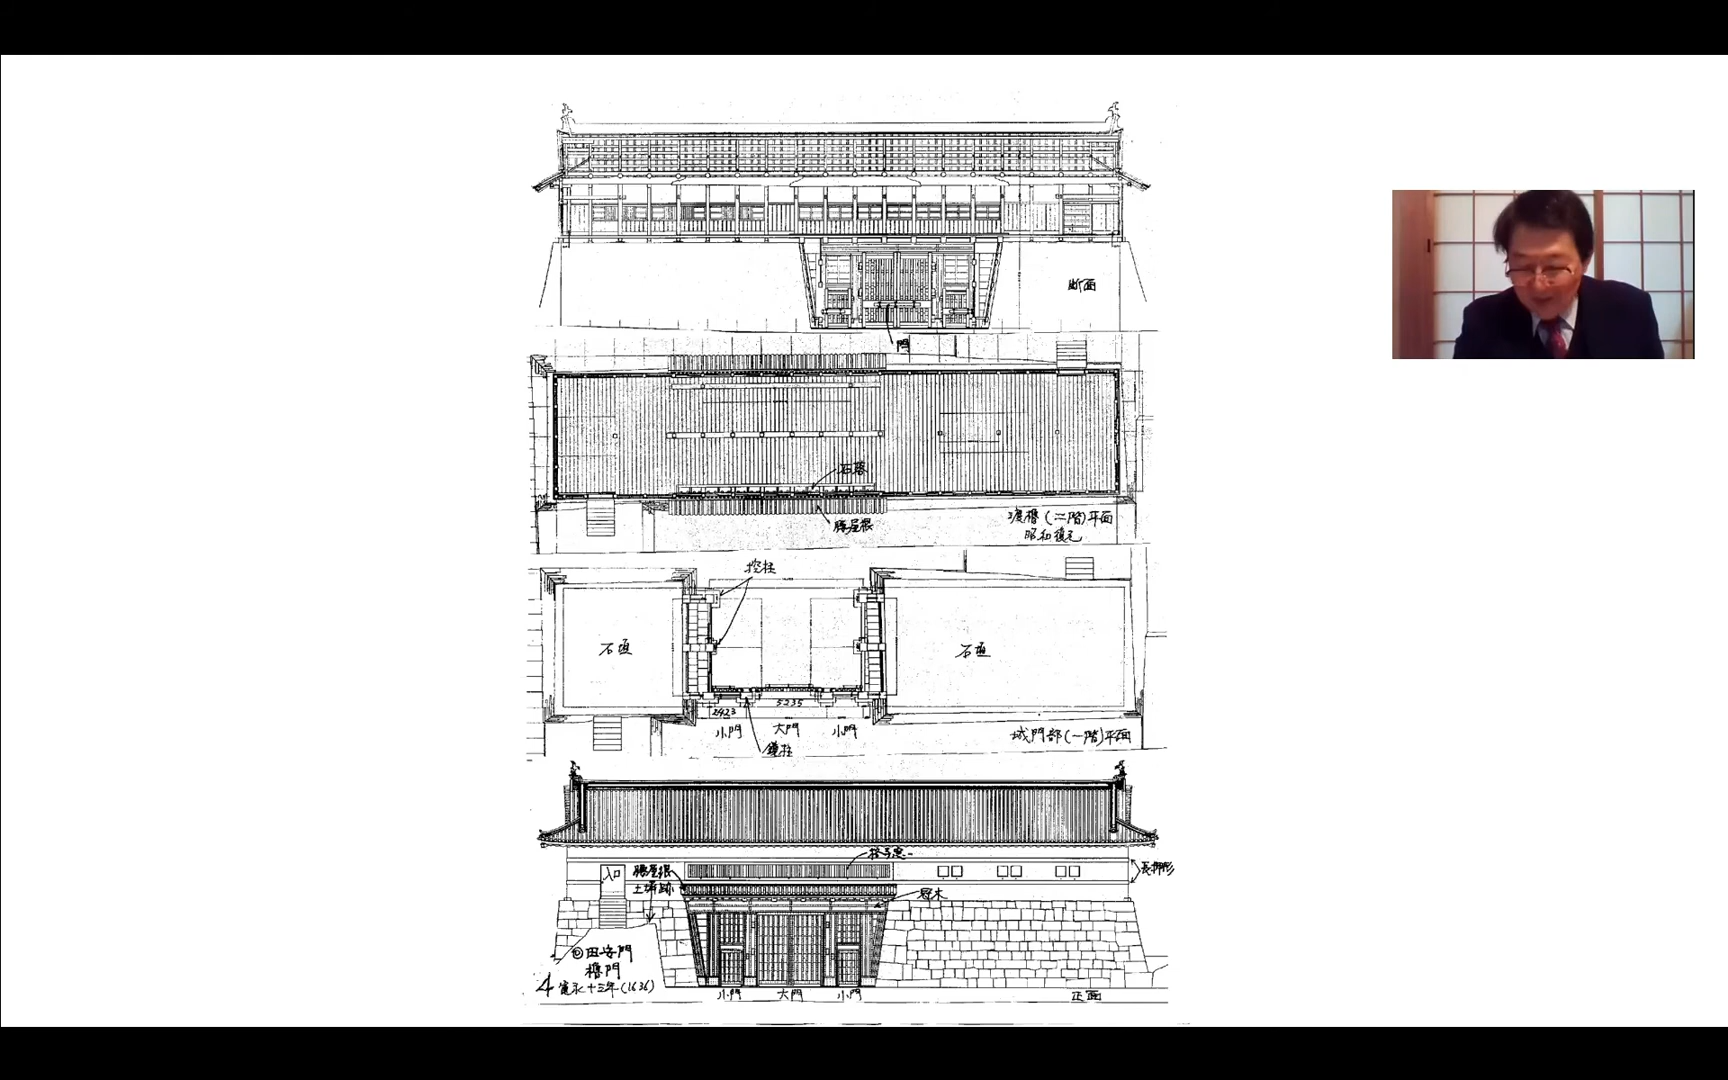 断面
閂
石落
腰屋根
渡櫓(二階)平面
昭和復元
控柱
石垣
石垣
2423
5235
小門
大門
小門
鏡柱
城門部(一階)平面
格子窓
入口
腰屋根
土塀跡
長押形
冠木
田安門
櫓門
4 寛永十三年(1636)
小門
大門
小門
正面